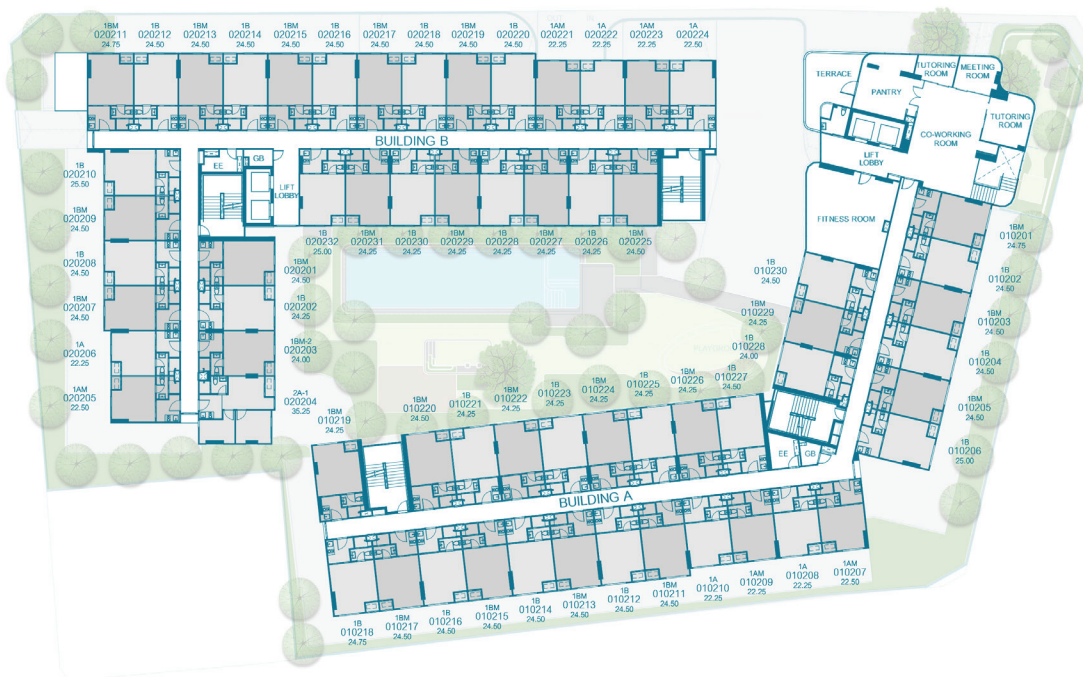 1BM
020211
24.75
1B
020212
24.50
1BM
020213
24.50
1B
020214
24.50
1BM
020215
24.50
1B
020216
24.50
1BM
020217
24.50
1B
020218
24.50
1BM
020219
24.50
1B
020220
24.50
1AM
020221
22.25
1A
020222
22.25
1AM
020223
22.25
1A
020224
22.50
TERRACE
PANTRY
TUTORING
ROOM
MEETING
ROOM
TUTORING
ROOM
CO-WORKING
ROOM
LIFT
LOBBY
FITNESS ROOM
BUILDING B
EE
GB
LIFT
LOBBY
1B
020210
25.50
1BM
020209
24.50
1B
020208
24.50
1BM
020207
24.50
1A
020206
22.25
1AM
020205
22.50
1B
020232
25.00
1BM
020231
24.25
1B
020230
24.25
1BM
020229
24.25
1B
020228
24.25
1BM
020227
24.25
1B
020226
24.25
1BM
020225
24.50
1BM
020201
24.50
1B
020202
24.25
1BM-2
020203
24.00
2A-1
020204
35.25
1BM
010201
24.75
1B
010202
24.50
1BM
010203
24.50
1B
010204
24.50
1BM
010205
24.50
1B
010206
25.00
1B
010230
24.50
1BM
010229
24.25
1B
010228
24.00
1BM
010219
24.25
1BM
010220
24.50
1B
010221
24.25
1BM
010222
24.25
1B
010223
24.25
1BM
010224
24.25
1B
010225
24.25
1BM
010226
24.25
1B
010227
24.50
EE
GB
BUILDING A
1B
010218
24.75
1BM
010217
24.50
1B
010216
24.50
1BM
010215
24.50
1B
010214
24.50
1BM
010213
24.50
1B
010212
24.50
1BM
010211
24.50
1A
010210
22.25
1AM
010209
22.25
1A
010208
22.25
1AM
010207
22.50